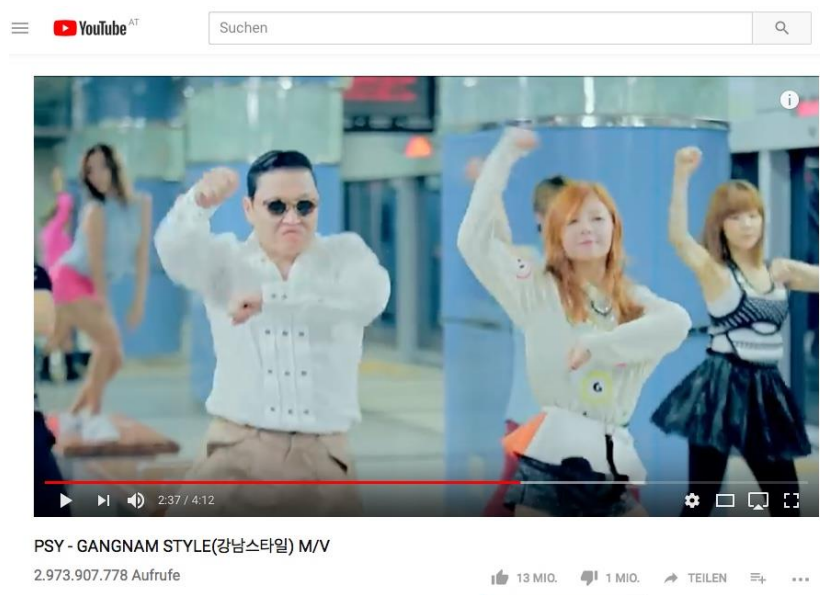 YouTube AT
Suchen
2:37 / 4:12
PSY - GANGNAM STYLE(강남스타일) M/V
2.973.907.778 Aufrufe
13 MIO. 1 MIO. TEILEN